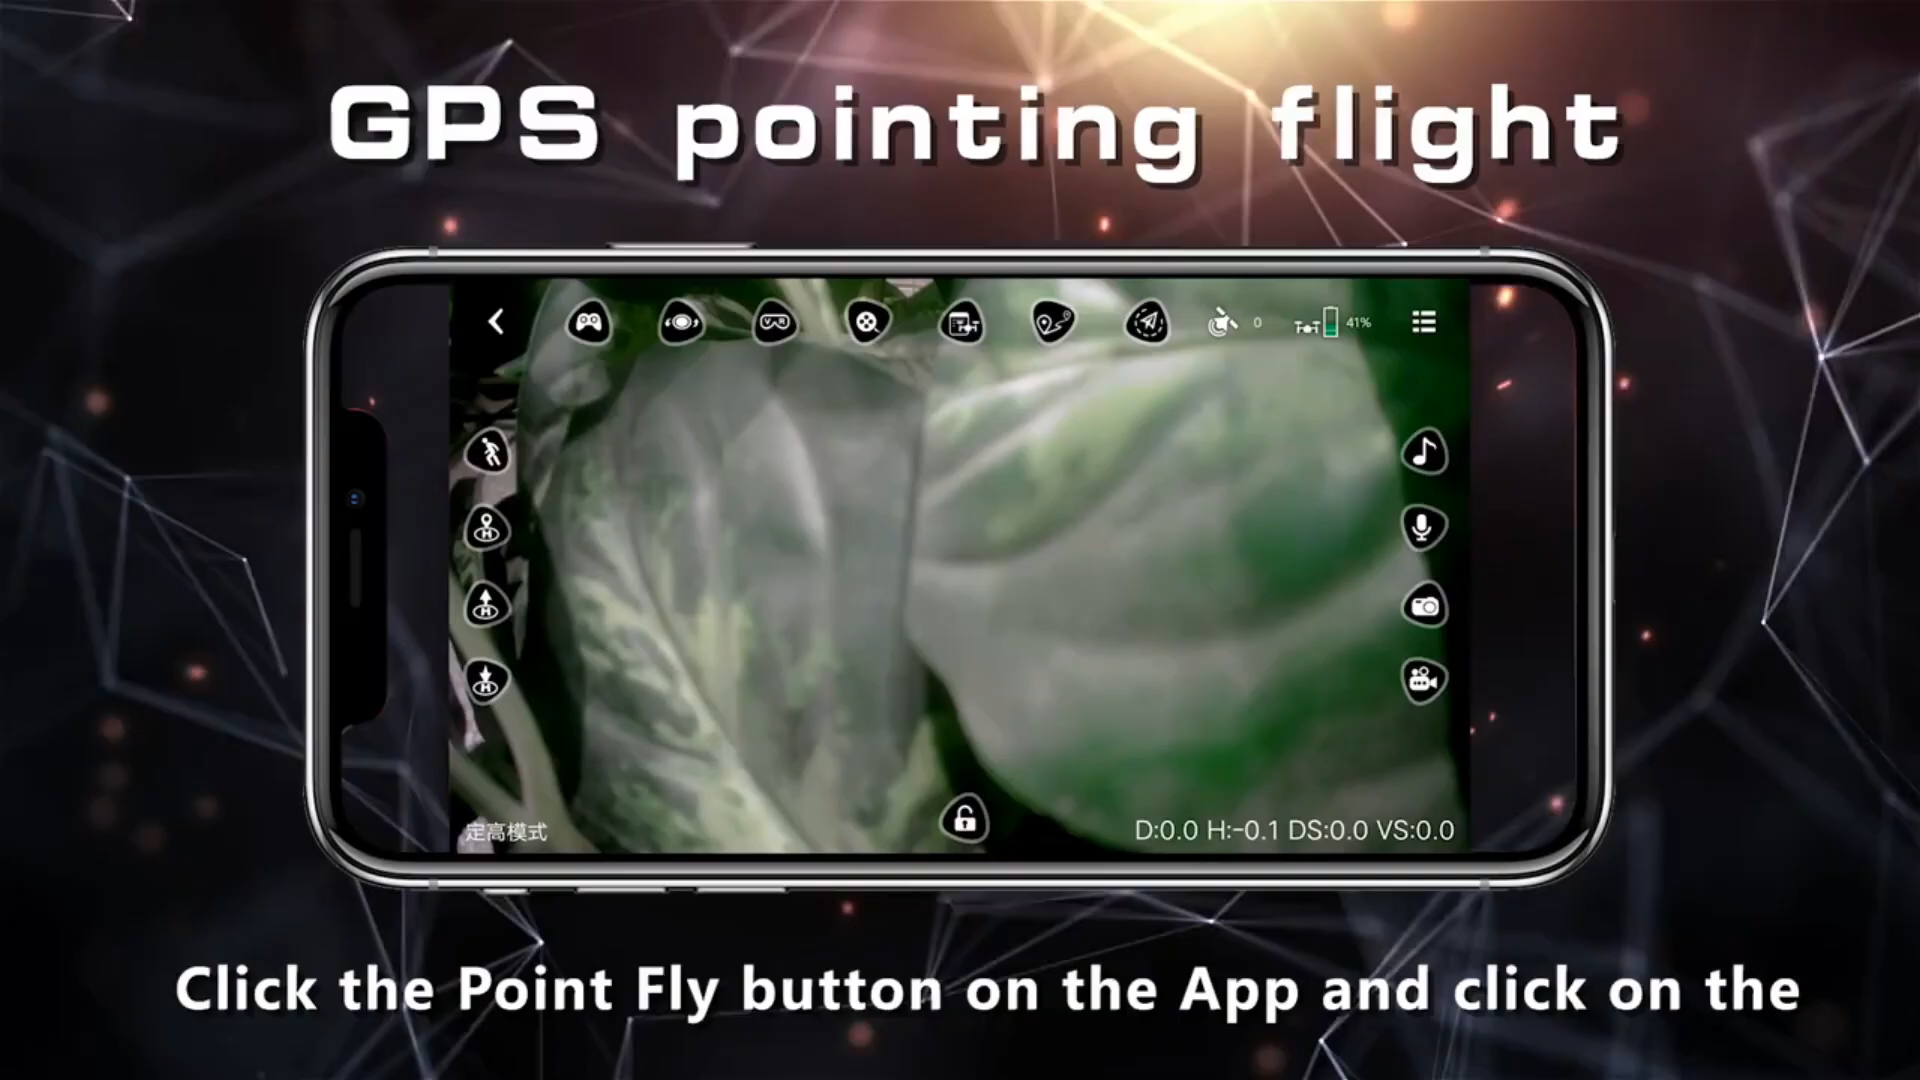 GPS pointing flight
VR
0
41%
H
H
H
定高模式
D:0.0 H:-0.1 DS:0.0 VS:0.0
Click the Point Fly button on the App and click on the